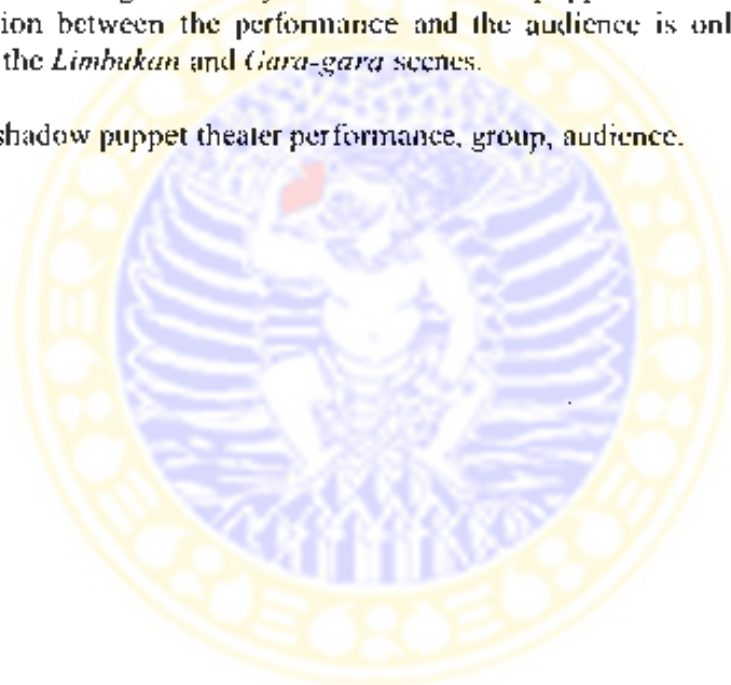 ion between the performance and the audience is onl
the Limbukan and Gara-gara scenes.
shadow puppet theater performance, group, audience.